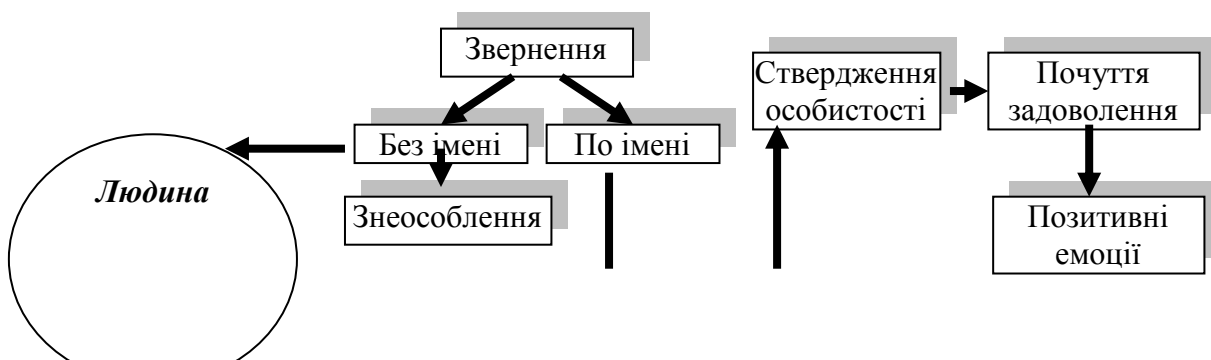 Звернення
Без імені
По імені
Знеособлення
Людина
Ствердження
особистості
Почуття
задоволення
Позитивні
емоції